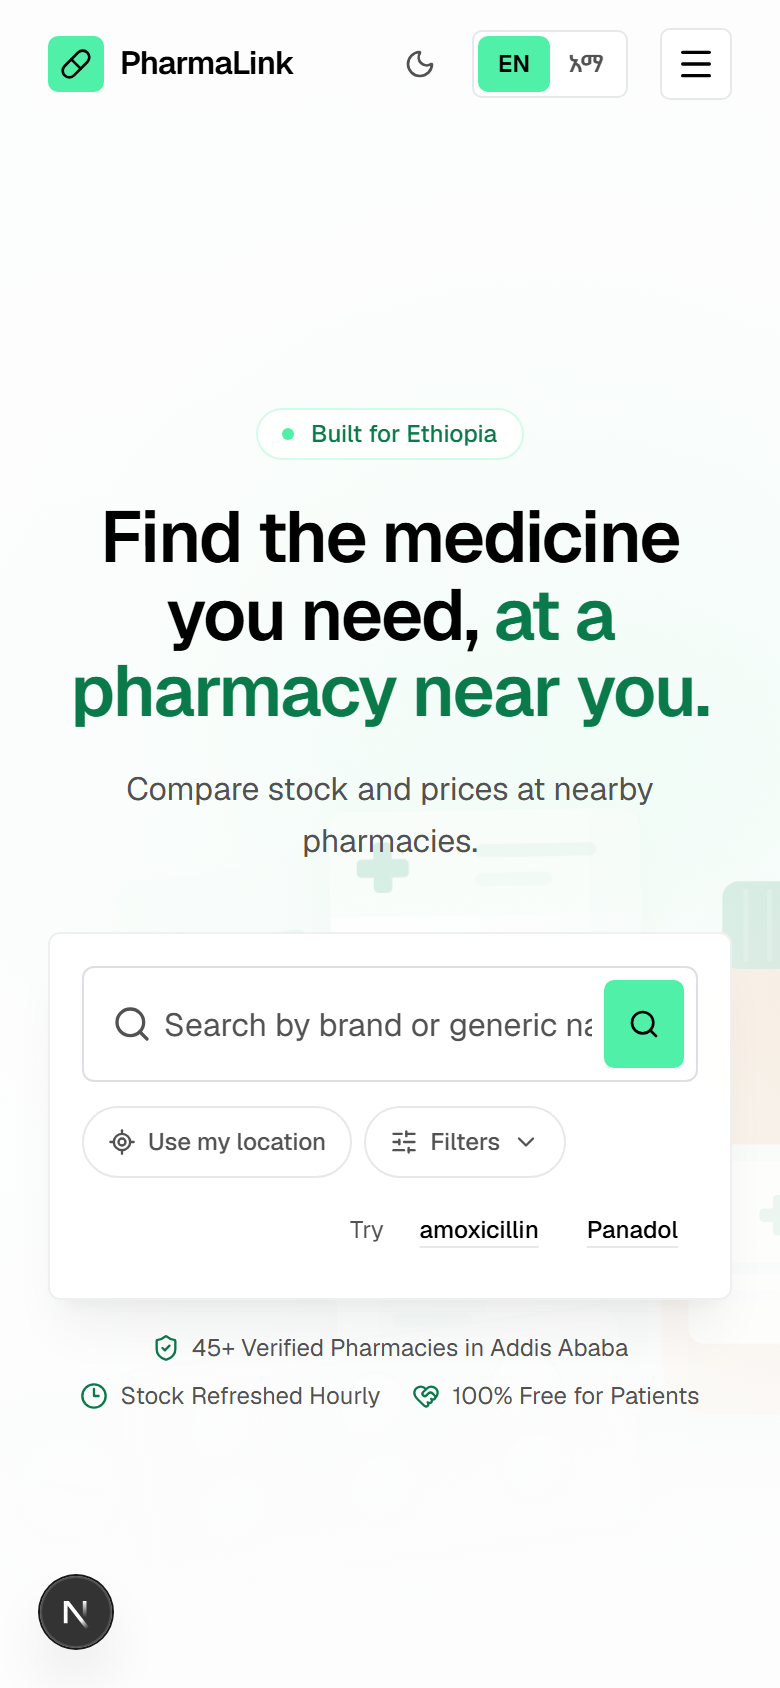 PharmaLink
EN
አማ
Built for Ethiopia
Find the medicine
you need, at a
pharmacy near you.
Compare stock and prices at nearby
pharmacies.
Search by brand or generic na
Use my location
Filters
Try amoxicillin Panadol
45+ Verified Pharmacies in Addis Ababa
Stock Refreshed Hourly
100% Free for Patients
N